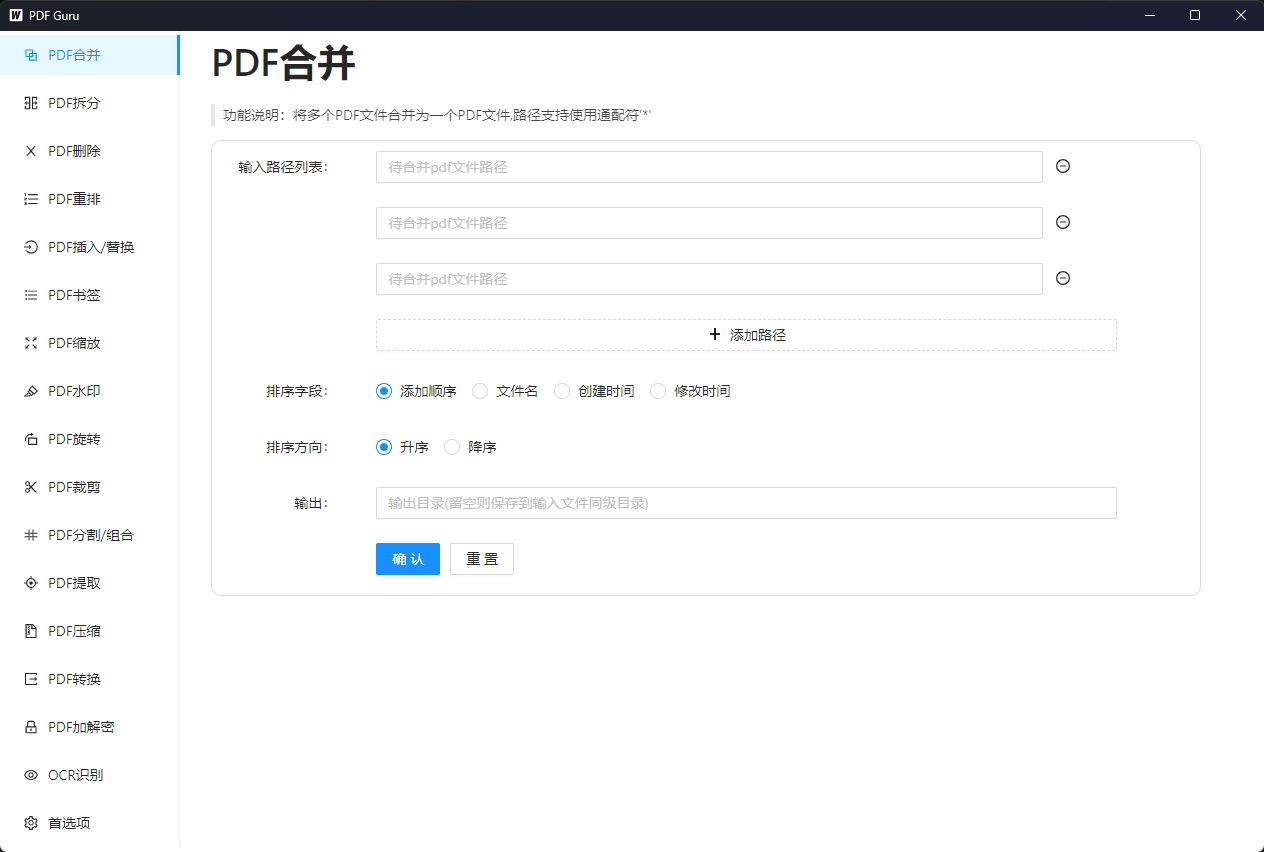 PDF Guru
PDF合并
PDF拆分
PDF删除
PDF重排
PDF插入/替换
PDF书签
PDF缩放
PDF水印
PDF旋转
PDF裁剪
PDF分割/组合
PDF提取
PDF压缩
PDF转换
PDF加解密
OCR识别
首选项
PDF合并
功能说明：将多个PDF文件合并为一个PDF文件,路径支持使用通配符'*'
输入路径列表: 待合并pdf文件路径
待合并pdf文件路径
待合并pdf文件路径
添加路径
排序字段: 添加顺序 文件名 创建时间 修改时间
排序方向: 升序 降序
输出: 输出目录(留空则保存到输入文件同级目录)
确 认 重 置